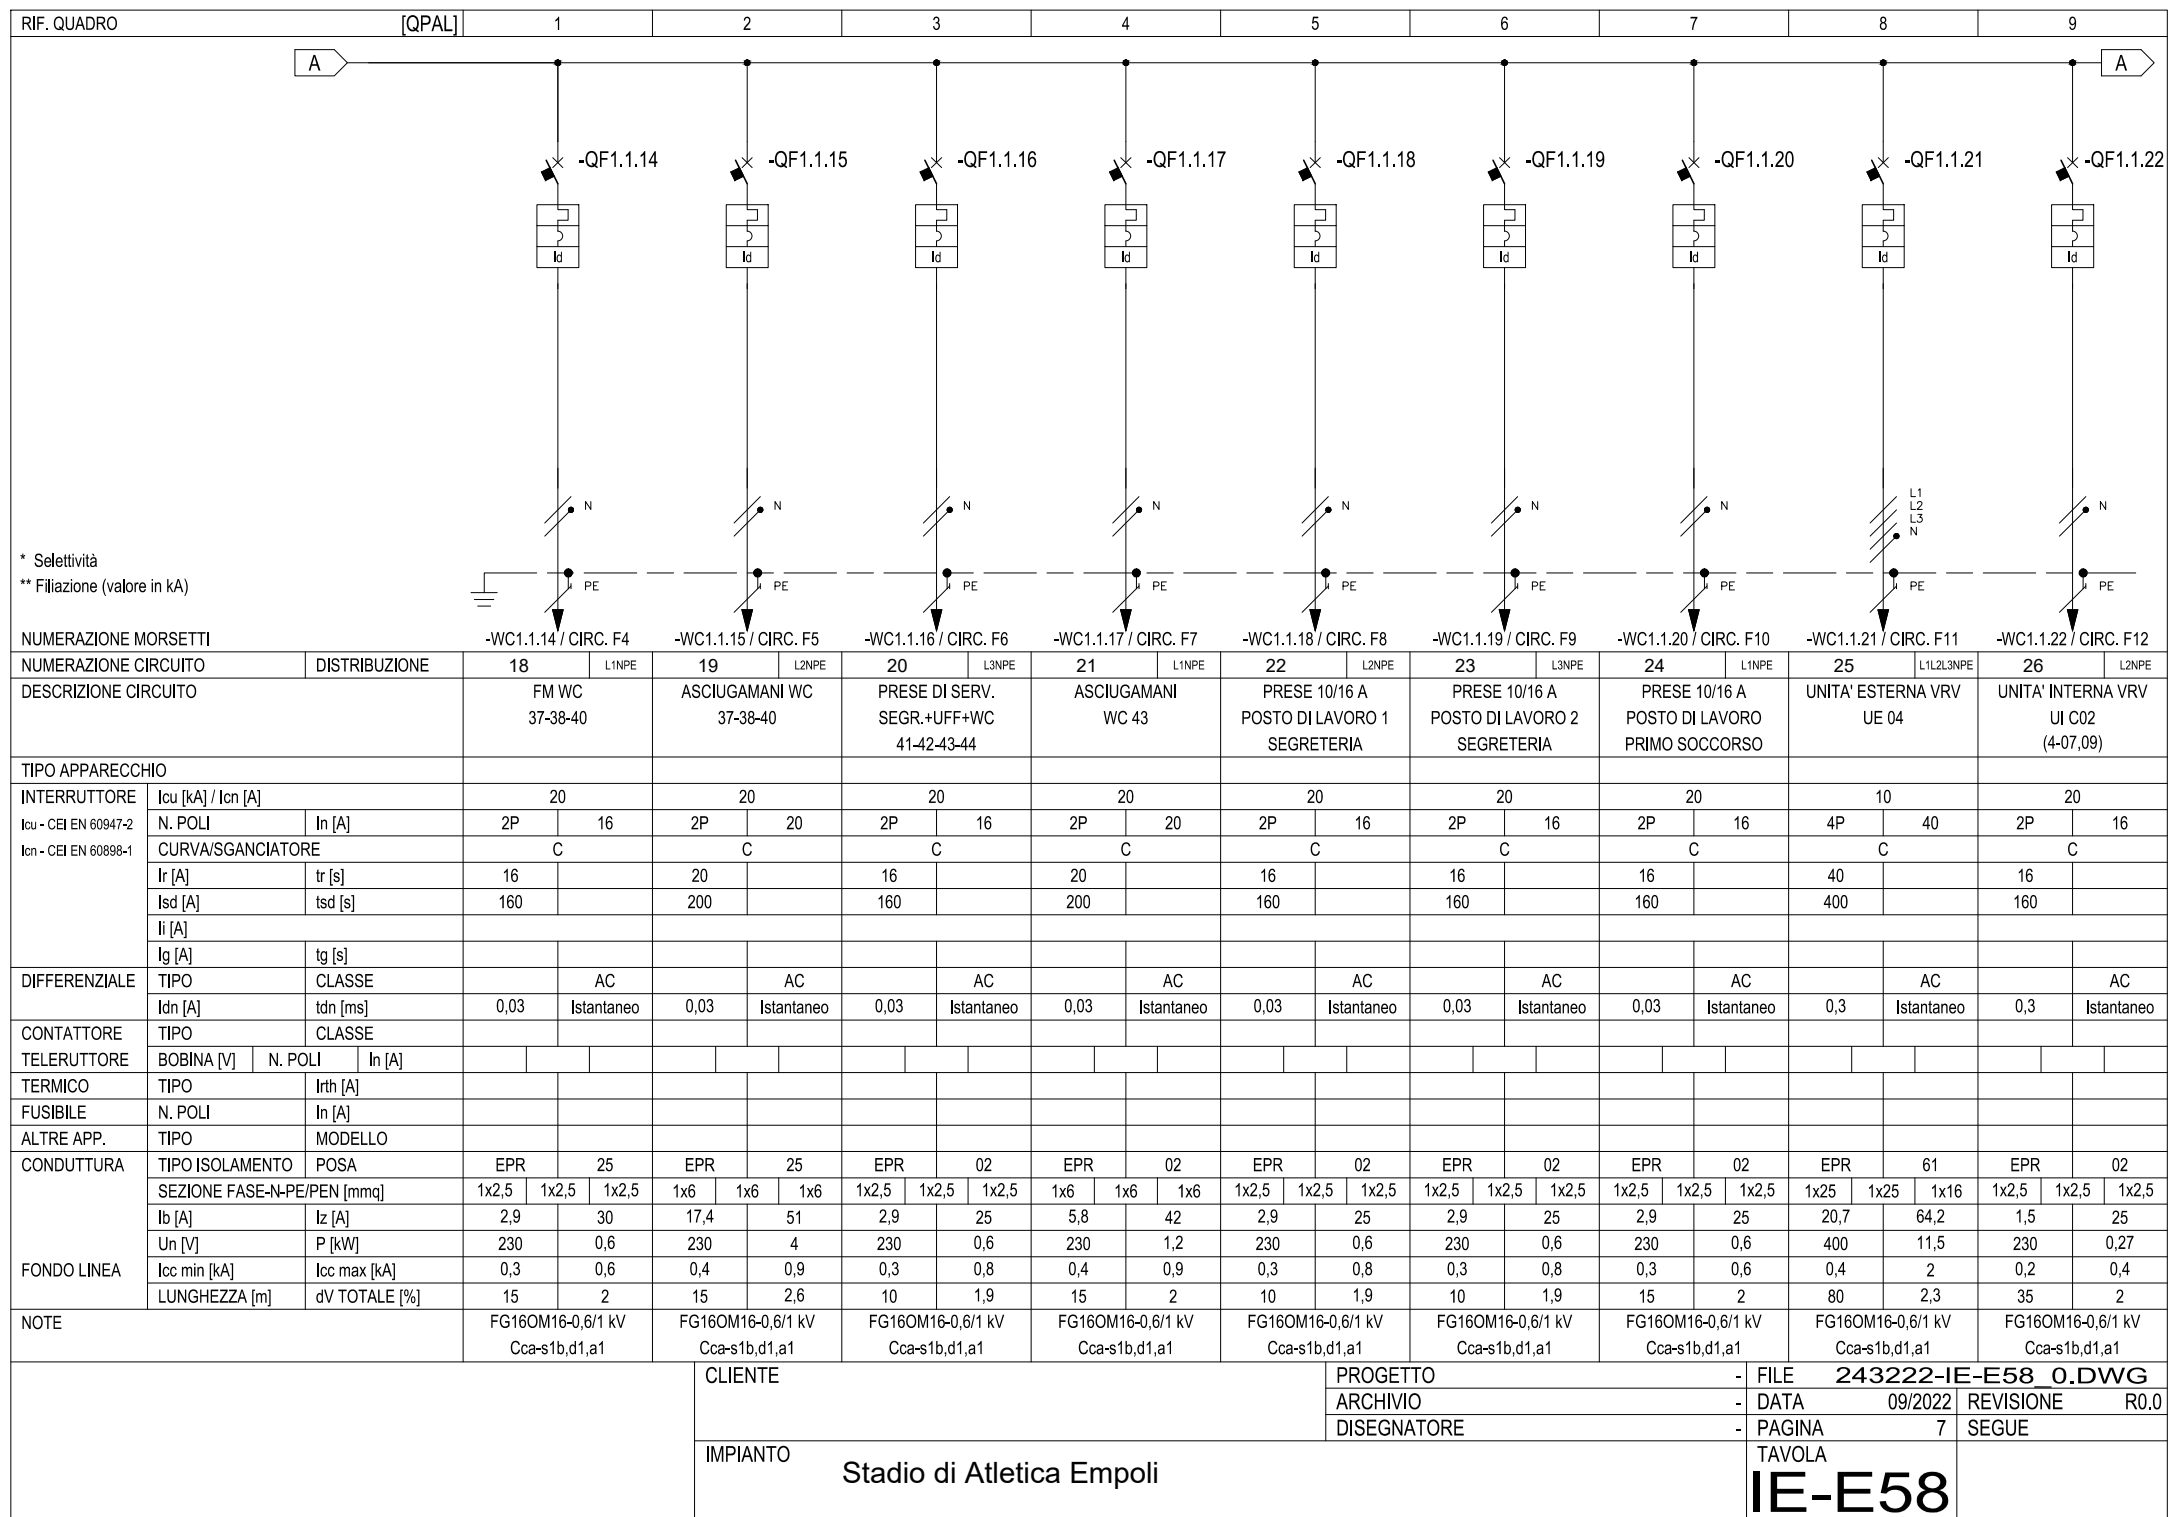 RIF. QUADRO [QPAL] 1 2 3 4 5 6 7 8 9
A A
-QF1.1.14 -QF1.1.15 -QF1.1.16 -QF1.1.17 -QF1.1.18 -QF1.1.19 -QF1.1.20 -QF1.1.21 -QF1.1.22
Id Id Id Id Id Id Id Id Id
L1
N N N N N N N L2 N
L3
N
* Selettività
** Filiazione (valore in kA) PE PE PE PE PE PE PE PE PE
NUMERAZIONE MORSETTI -WC1.1.14 / CIRC. F4 -WC1.1.15 / CIRC. F5 -WC1.1.16 / CIRC. F6 -WC1.1.17 / CIRC. F7 -WC1.1.18 / CIRC. F8 -WC1.1.19 / CIRC. F9 -WC1.1.20 / CIRC. F10 -WC1.1.21 / CIRC. F11 -WC1.1.22 / CIRC. F12
NUMERAZIONE CIRCUITO DISTRIBUZIONE 18 L1NPE 19 L2NPE 20 L3NPE 21 L1NPE 22 L2NPE 23 L3NPE 24 L1NPE 25 L1L2L3NPE 26 L2NPE
DESCRIZIONE CIRCUITO FM WC ASCIUGAMANI WC PRESE DI SERV. ASCIUGAMANI PRESE 10/16 A PRESE 10/16 A PRESE 10/16 A UNITA' ESTERNA VRV UNITA' INTERNA VRV
37-38-40 37-38-40 SEGR.+UFF+WC WC 43 POSTO DI LAVORO 1 POSTO DI LAVORO 2 POSTO DI LAVORO UE 04 UI C02
41-42-43-44 SEGRETERIA SEGRETERIA PRIMO SOCCORSO (4-07,09)
TIPO APPARECCHIO
INTERRUTTORE Icu [kA] / Icn [A] 20 20 20 20 20 20 20 10 20
Icu - CEI EN 60947-2 N. POLI In [A] 2P 16 2P 20 2P 16 2P 20 2P 16 2P 16 2P 16 4P 40 2P 16
Icn - CEI EN 60898-1 CURVA/SGANCIATORE C C C C C C C C C
Ir [A] tr [s] 16 20 16 20 16 16 16 40 16
Isd [A] tsd [s] 160 200 160 200 160 160 160 400 160
Ii [A]
Ig [A] tg [s]
DIFFERENZIALE TIPO CLASSE AC AC AC AC AC AC AC AC AC
Idn [A] tdn [ms] 0,03 Istantaneo 0,03 Istantaneo 0,03 Istantaneo 0,03 Istantaneo 0,03 Istantaneo 0,03 Istantaneo 0,03 Istantaneo 0,3 Istantaneo 0,3 Istantaneo
CONTATTORE TIPO CLASSE
TELERUTTORE BOBINA [V] N. POLI In [A]
TERMICO TIPO Irth [A]
FUSIBILE N. POLI In [A]
ALTRE APP. TIPO MODELLO
CONDUTTURA TIPO ISOLAMENTO POSA EPR 25 EPR 25 EPR 02 EPR 02 EPR 02 EPR 02 EPR 02 EPR 61 EPR 02
SEZIONE FASE-N-PE/PEN [mmq] 1x2,5 1x2,5 1x2,5 1x6 1x6 1x6 1x2,5 1x2,5 1x2,5 1x6 1x6 1x6 1x2,5 1x2,5 1x2,5 1x2,5 1x2,5 1x2,5 1x2,5 1x2,5 1x2,5 1x25 1x25 1x16 1x2,5 1x2,5 1x2,5
Ib [A] Iz [A] 2,9 30 17,4 51 2,9 25 5,8 42 2,9 25 2,9 25 2,9 25 20,7 64,2 1,5 25
Un [V] P [kW] 230 0,6 230 4 230 0,6 230 1,2 230 0,6 230 0,6 230 0,6 400 11,5 230 0,27
FONDO LINEA Icc min [kA] Icc max [kA] 0,3 0,6 0,4 0,9 0,3 0,8 0,4 0,9 0,3 0,8 0,3 0,8 0,3 0,6 0,4 2 0,2 0,4
LUNGHEZZA [m] dV TOTALE [%] 15 2 15 2,6 10 1,9 15 2 10 1,9 10 1,9 15 2 80 2,3 35 2
NOTE FG16OM16-0,6/1 kV FG16OM16-0,6/1 kV FG16OM16-0,6/1 kV FG16OM16-0,6/1 kV FG16OM16-0,6/1 kV FG16OM16-0,6/1 kV FG16OM16-0,6/1 kV FG16OM16-0,6/1 kV FG16OM16-0,6/1 kV
Cca-s1b,d1,a1 Cca-s1b,d1,a1 Cca-s1b,d1,a1 Cca-s1b,d1,a1 Cca-s1b,d1,a1 Cca-s1b,d1,a1 Cca-s1b,d1,a1 Cca-s1b,d1,a1 Cca-s1b,d1,a1
CLIENTE PROGETTO - FILE 243222-IE-E58_0.DWG
ARCHIVIO - DATA 09/2022 REVISIONE R0.0
DISEGNATORE - PAGINA 7 SEGUE
IMPIANTO Stadio di Atletica Empoli TAVOLA
IE-E58